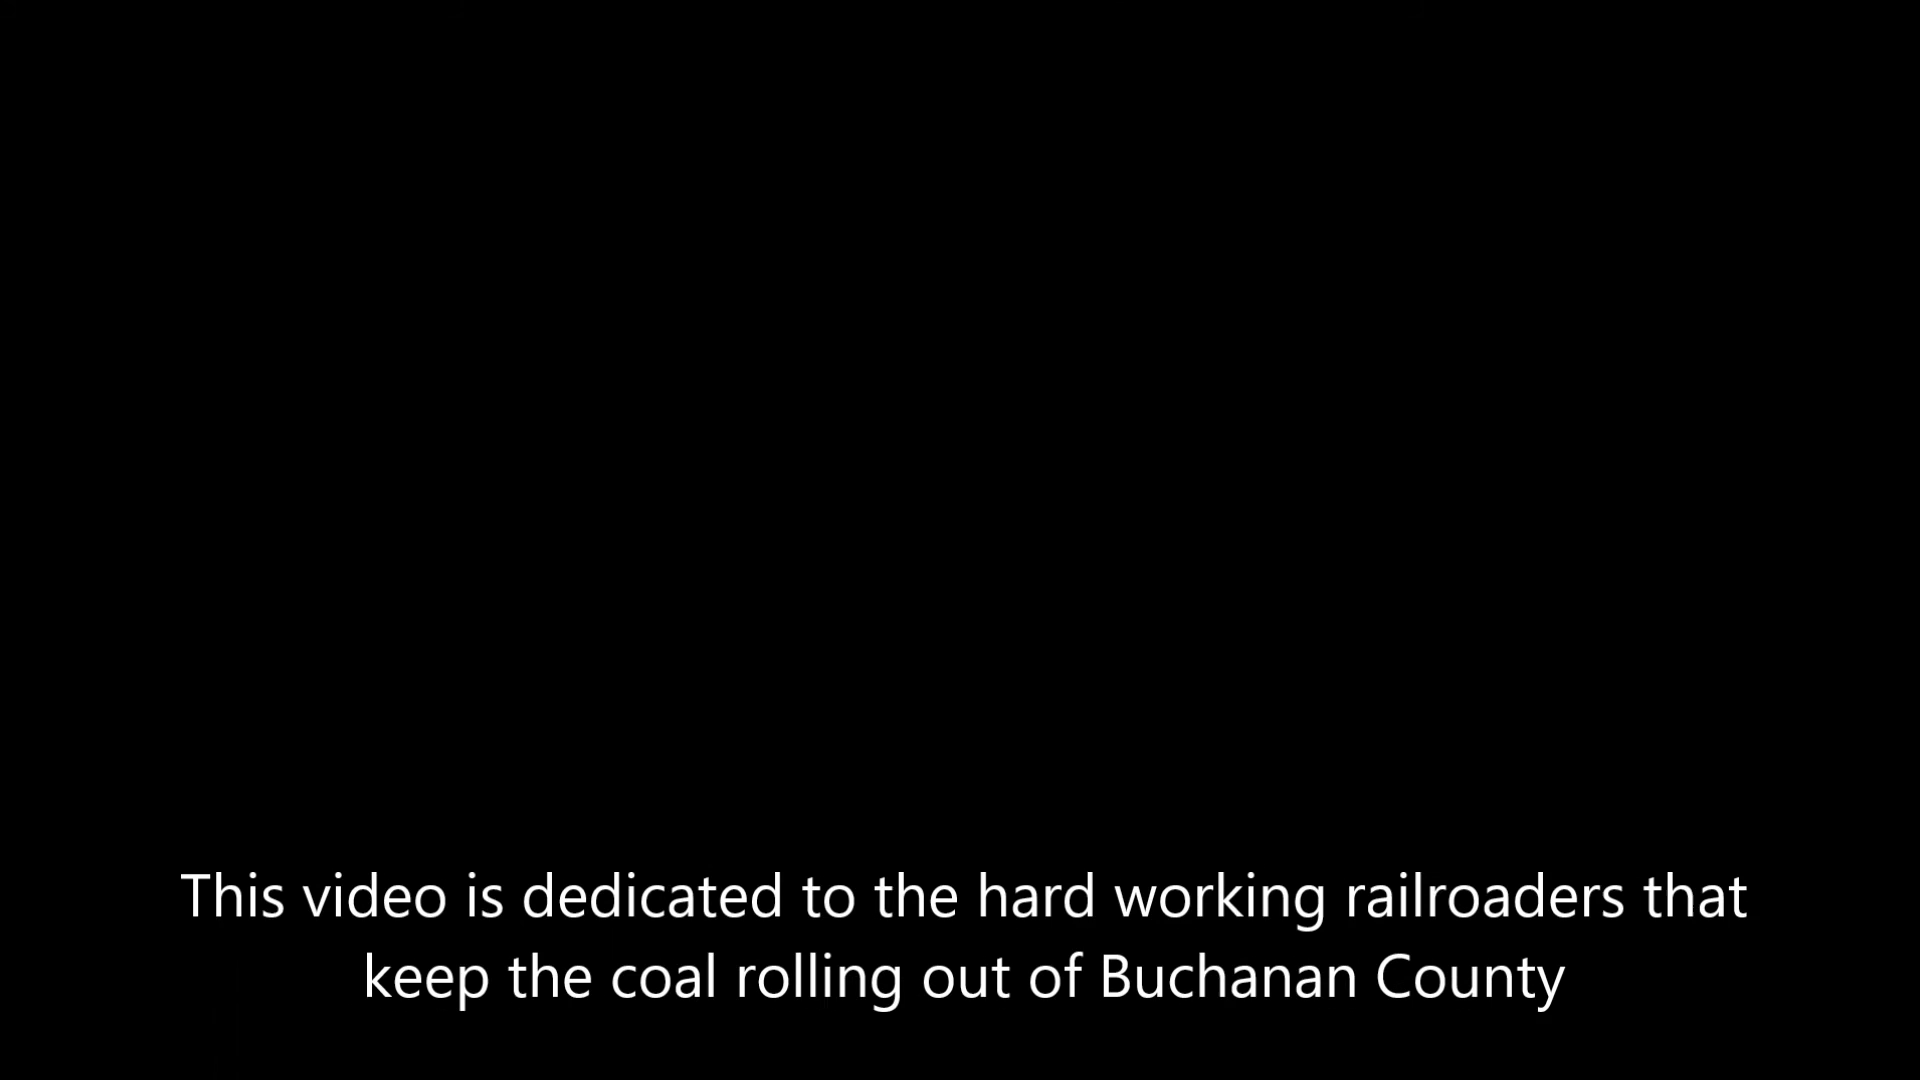 This video is dedicated to the hard working railroaders that
keep the coal rolling out of Buchanan County